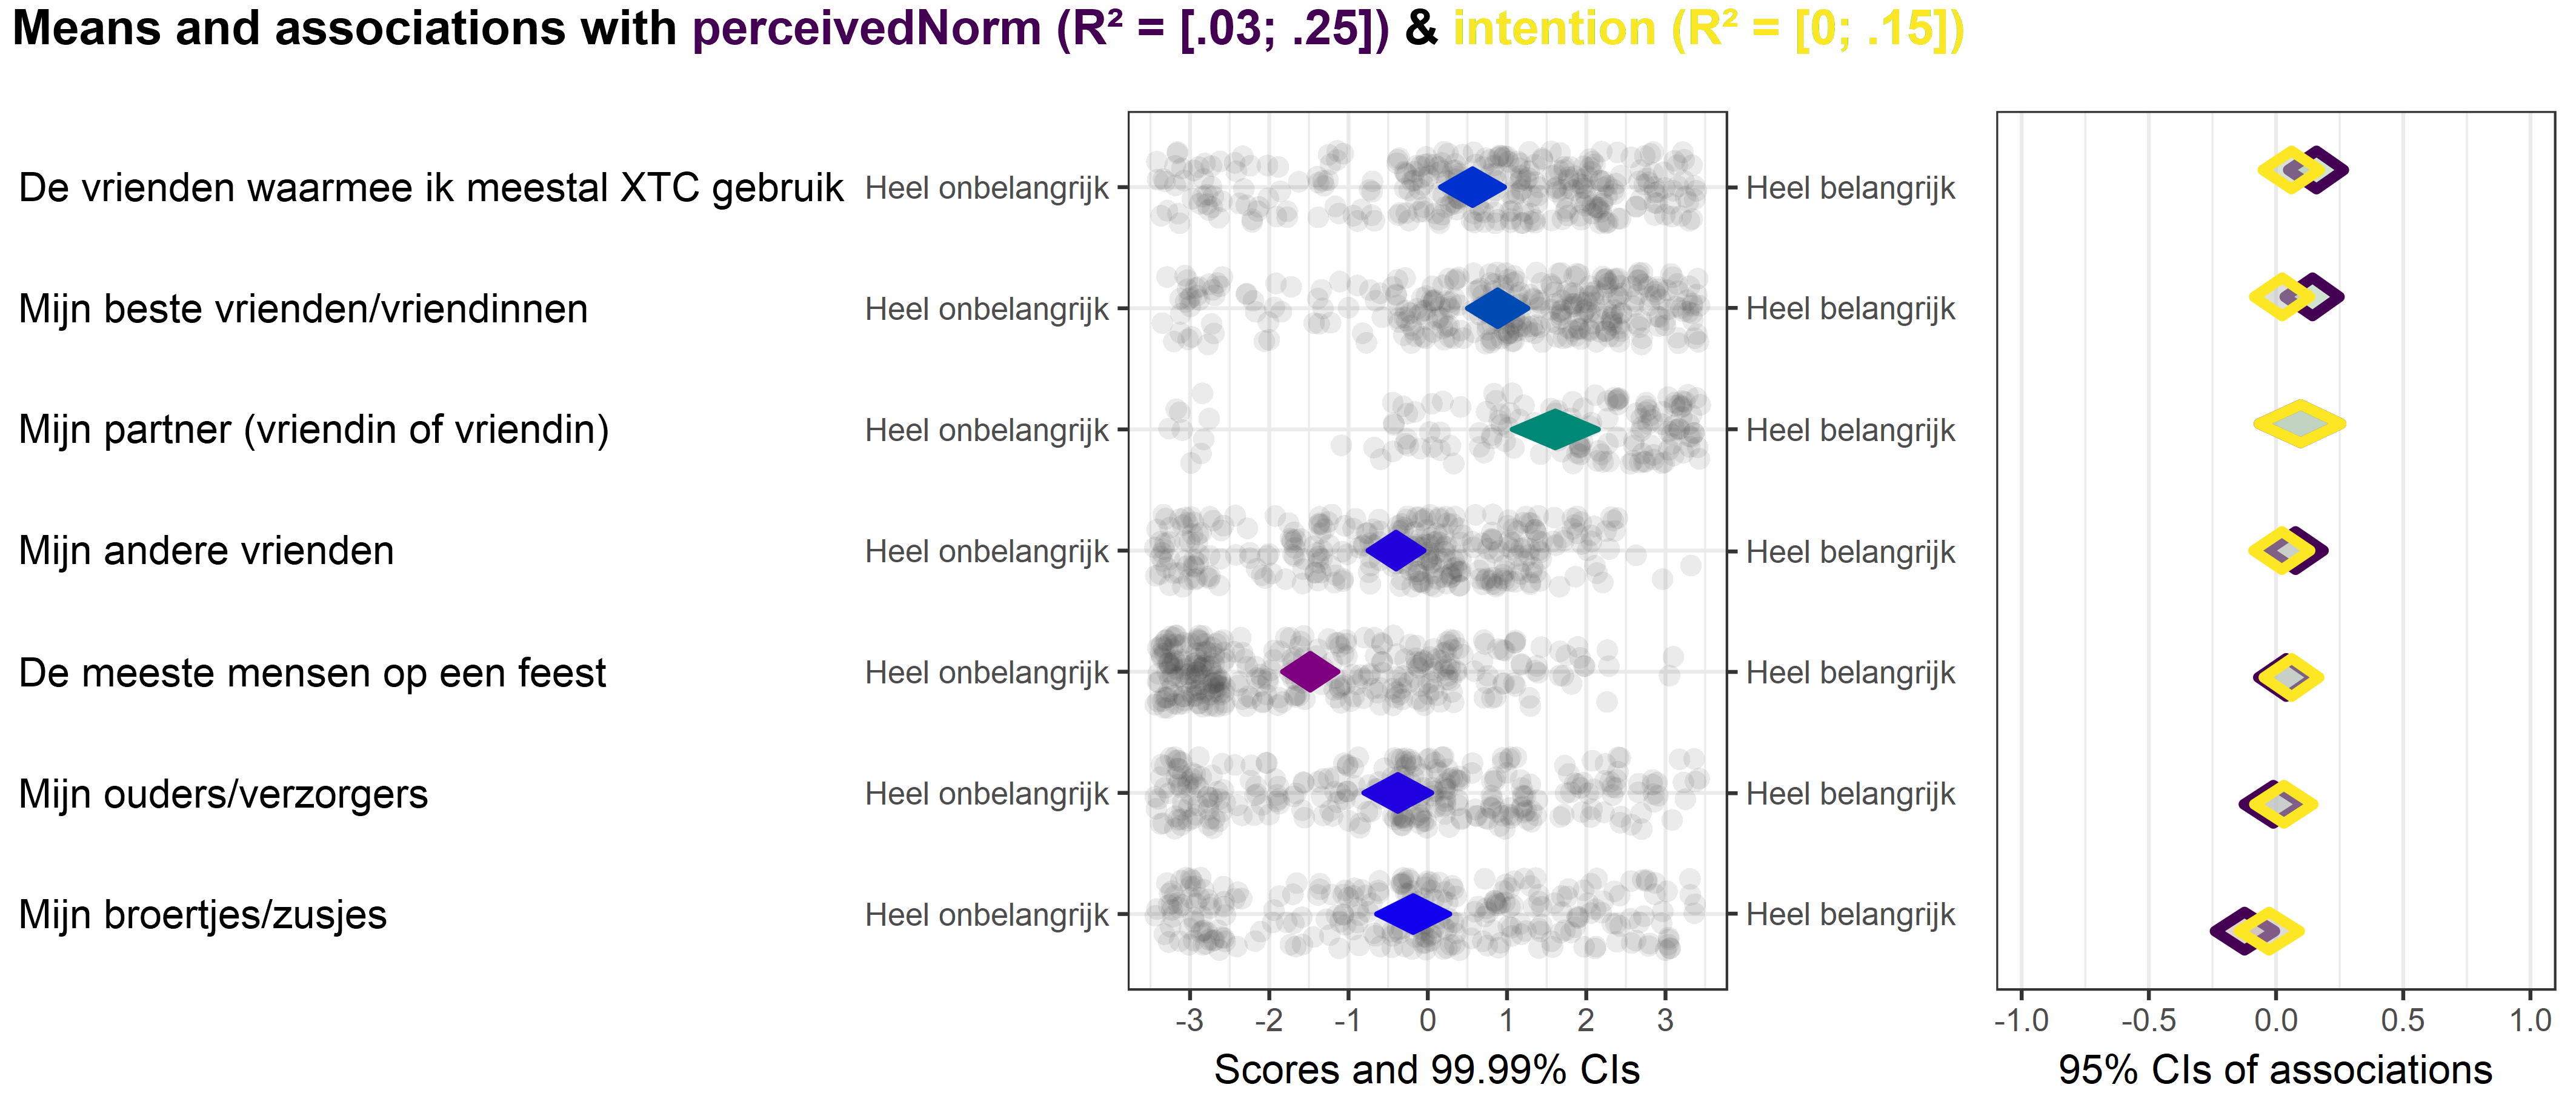 Means and associations with perceivedNorm (R² = [.03; .25]) & intention (R² = [0; .15])
De vrienden waarmee ik meestal XTC gebruik Heel onbelangrijk Heel belangrijk
Mijn beste vrienden/vriendinnen Heel onbelangrijk Heel belangrijk
Mijn partner (vriendin of vriendin) Heel onbelangrijk Heel belangrijk
Mijn andere vrienden Heel onbelangrijk Heel belangrijk
De meeste mensen op een feest Heel onbelangrijk Heel belangrijk
Mijn ouders/verzorgers Heel onbelangrijk Heel belangrijk
Mijn broertjes/zusjes Heel onbelangrijk Heel belangrijk
-3 -2 -1 0 1 2 3 -1.0 -0.5 0.0 0.5 1.0
Scores and 99.99% CIs 95% CIs of associations